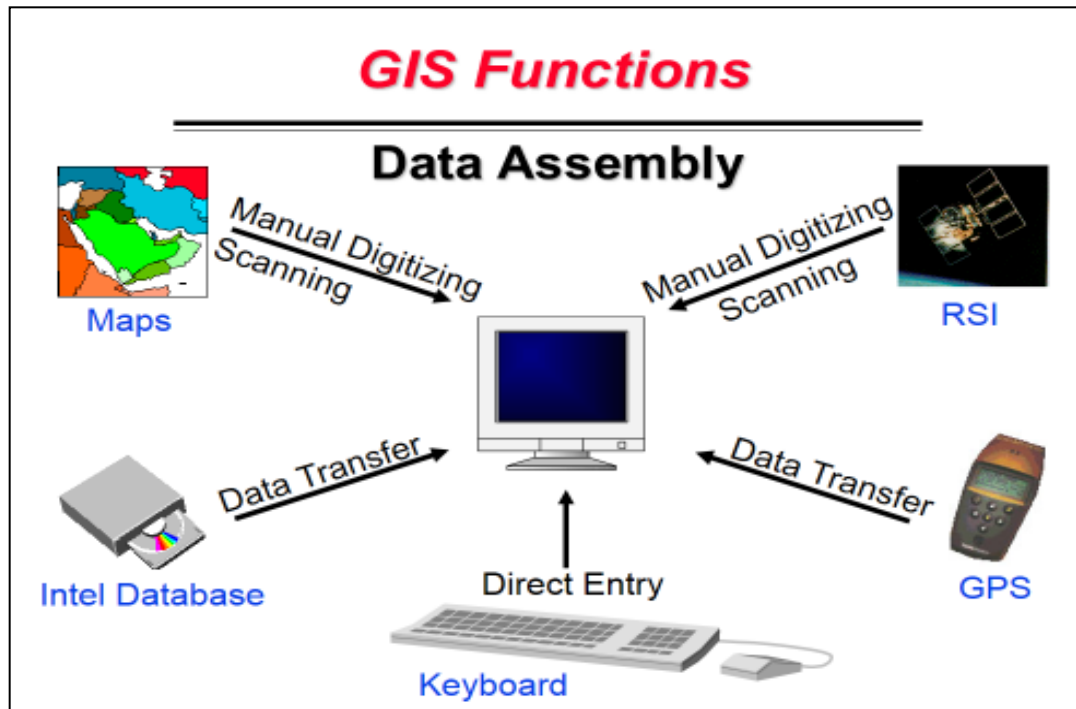 GIS Functions
Data Assembly
Manual Digitizing
Scanning
Maps
Manual Digitizing
Scanning
RSI
Data Transfer
Intel Database
Data Transfer
GPS
Direct Entry
Keyboard